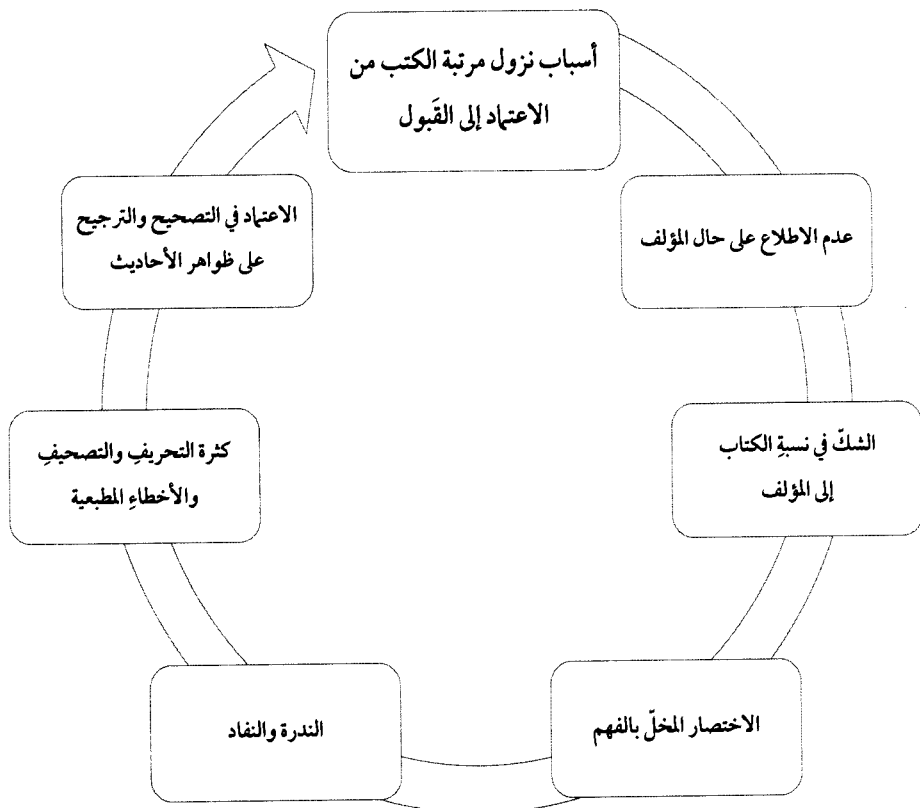 أسباب نزول مرتبة الكتب من
الاعتماد إلى القَبول
عدم الاطلاع على حال المؤلف
الشكّ في نسبةِ الكتاب
إلى المؤلف
الاختصار المخلّ بالفهم
الندرة والنفاد
كثرة التحريفِ والتصحيفِ
والأخطاءِ المطبعية
الاعتماد في التصحيح والترجيح
على ظواهر الأحاديث